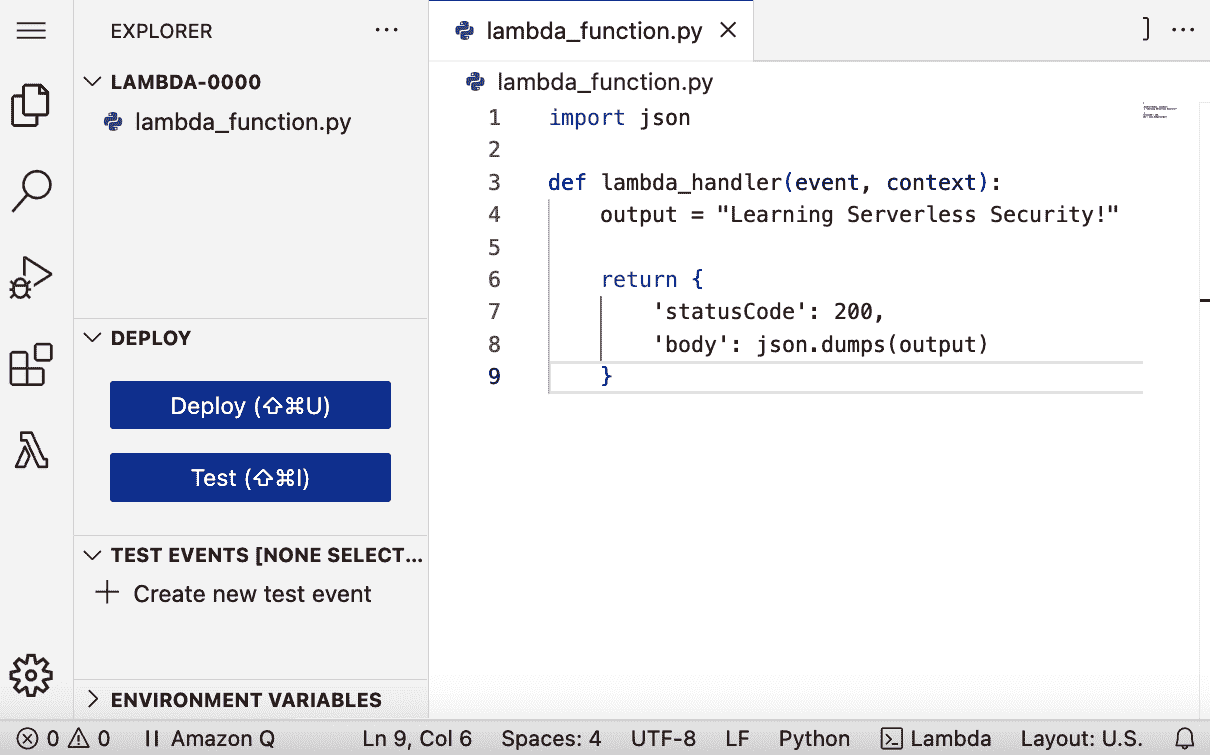 EXPLORER
LAMBDA-0000
lambda_function.py
DEPLOY
Deploy (⇧⌘U)
Test (⇧⌘I)
TEST EVENTS [NONE SELECT...
Create new test event
ENVIRONMENT VARIABLES
lambda_function.py
lambda_function.py
1 import json
2
3 def lambda_handler(event, context):
4     output = "Learning Serverless Security!"
5
6     return {
7         'statusCode': 200,
8         'body': json.dumps(output)
9     }
0 0 Amazon Q Ln 9, Col 6 Spaces: 4 UTF-8 LF Python Lambda Layout: U.S.